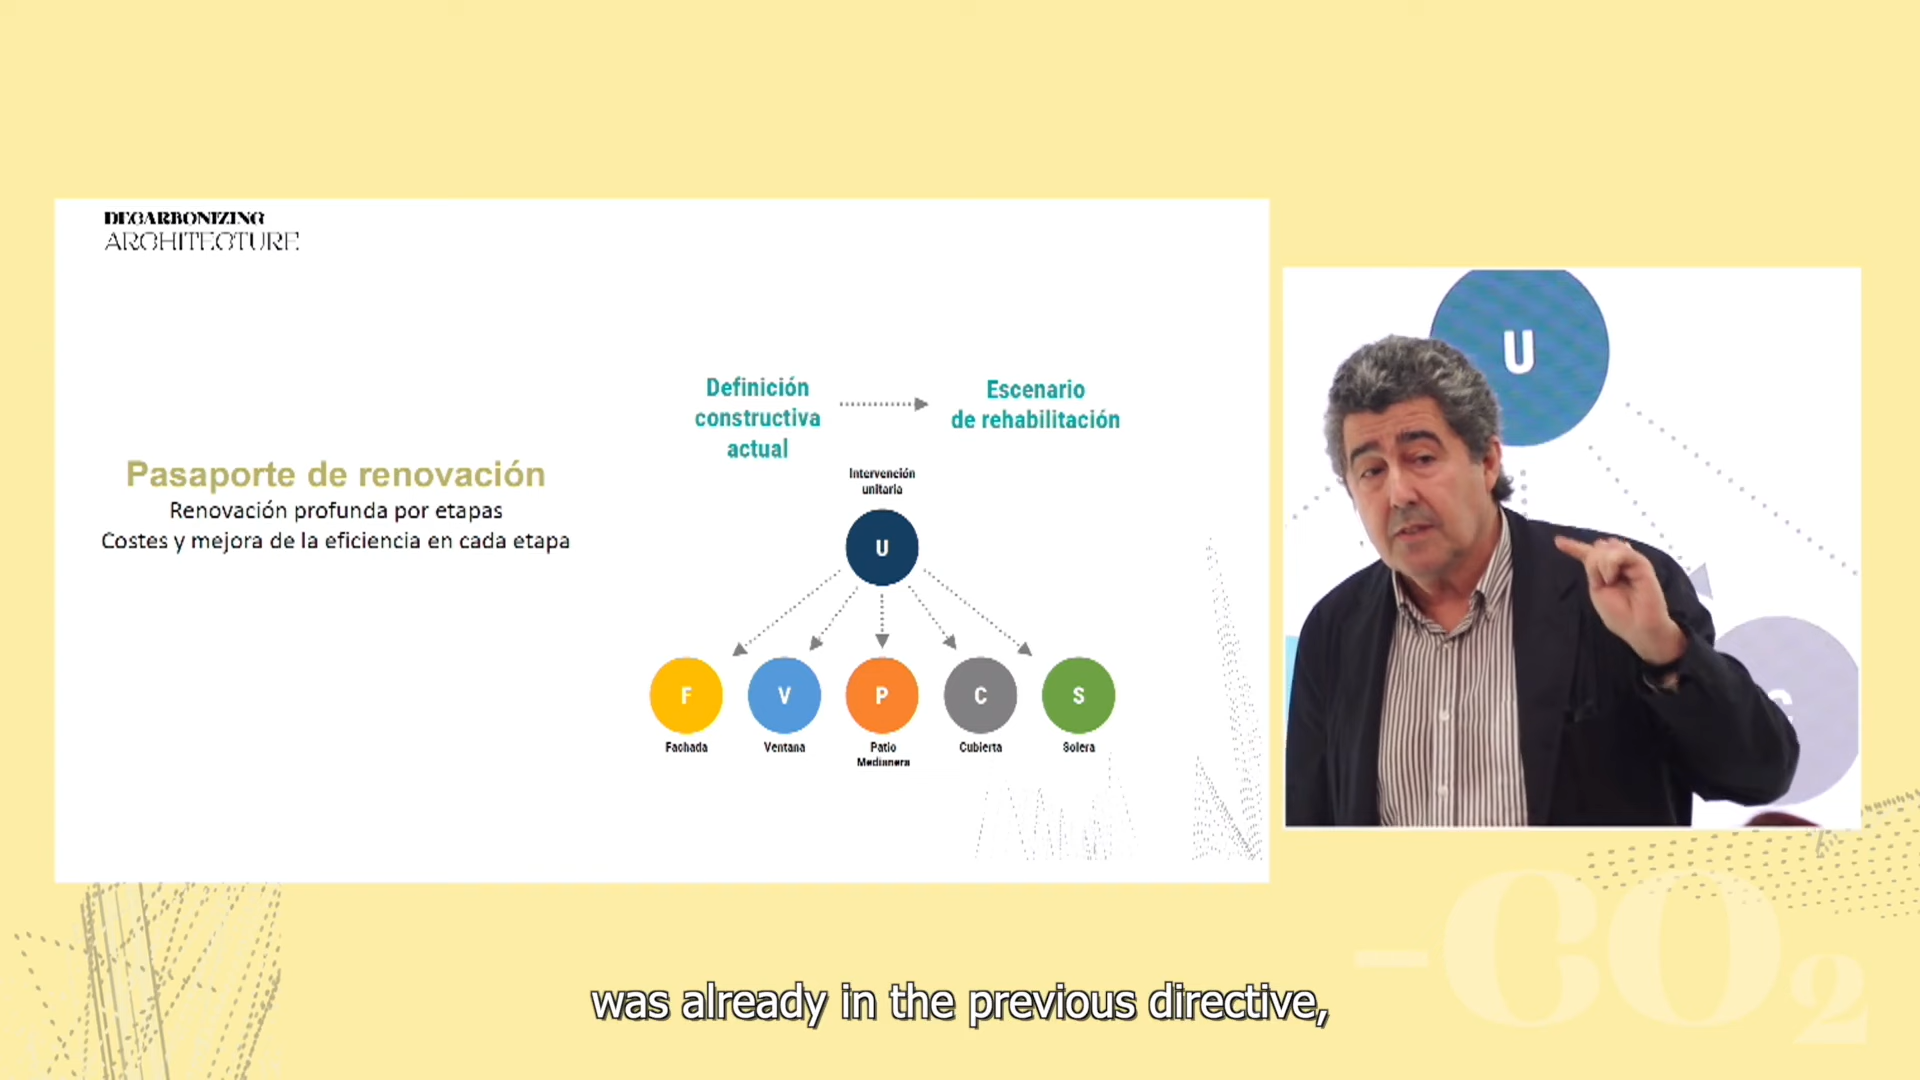 DECARBONIZING
ARCHITECTURE
Pasaporte de renovación
Renovación profunda por etapas
Costes y mejora de la eficiencia en cada etapa
Definición
constructiva
actual
Escenario
de rehabilitación
Intervención
unitaria
U
F
V
P
C
S
Fachada
Ventana
Patio
Medianera
Cubierta
Solera
U
C
-CO2
was already in the previous directive,